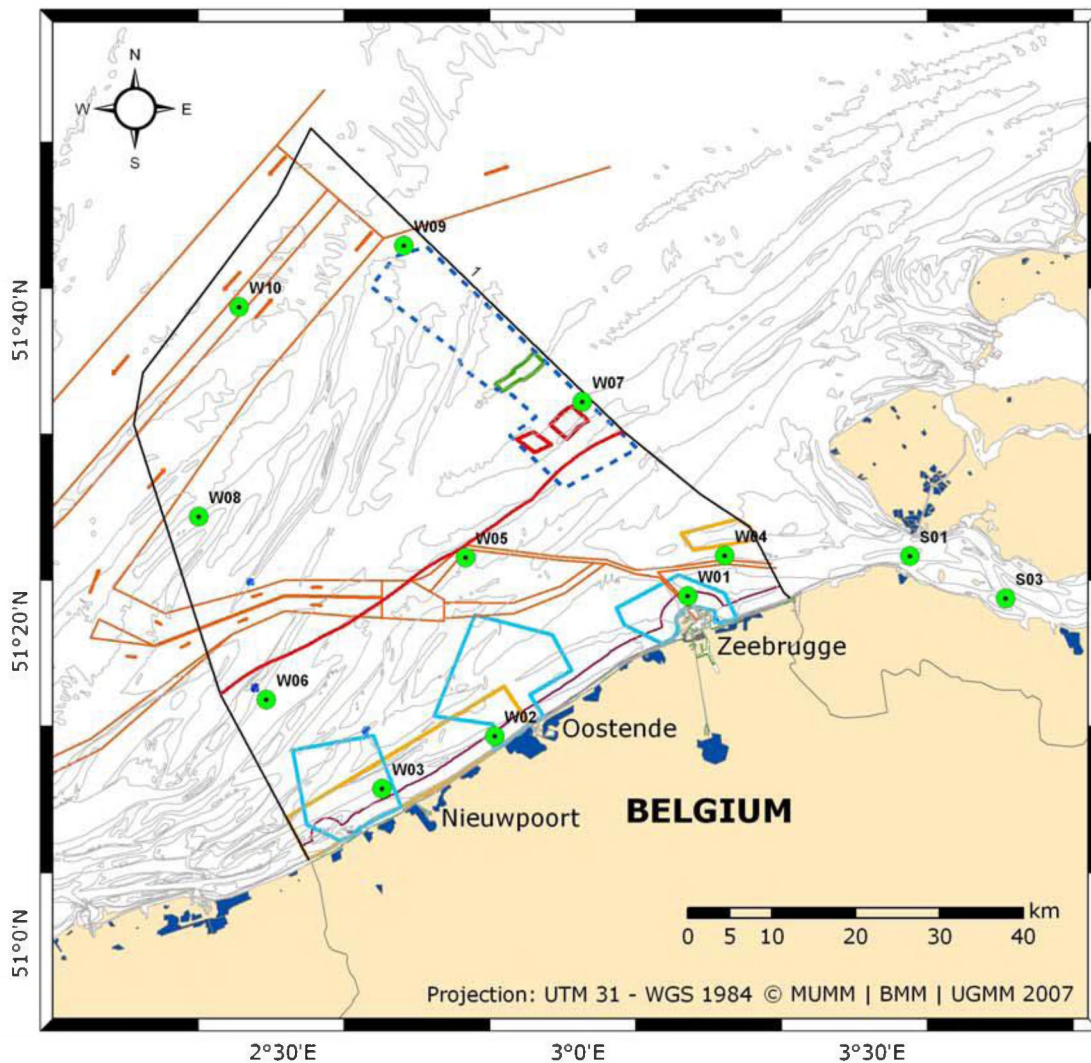 N
W E
S
W09
1
W10
51°40'N
W07
W08
W05
W04
S01
W01
S03
51°20'N
Zeebrugge
W06
W02
Oostende
W03
Nieuwpoort
BELGIUM
km
0 5 10 20 30 40
51°0'N
Projection: UTM 31 - WGS 1984 © MUMM | BMM | UGMM 2007
2°30'E 3°0'E 3°30'E